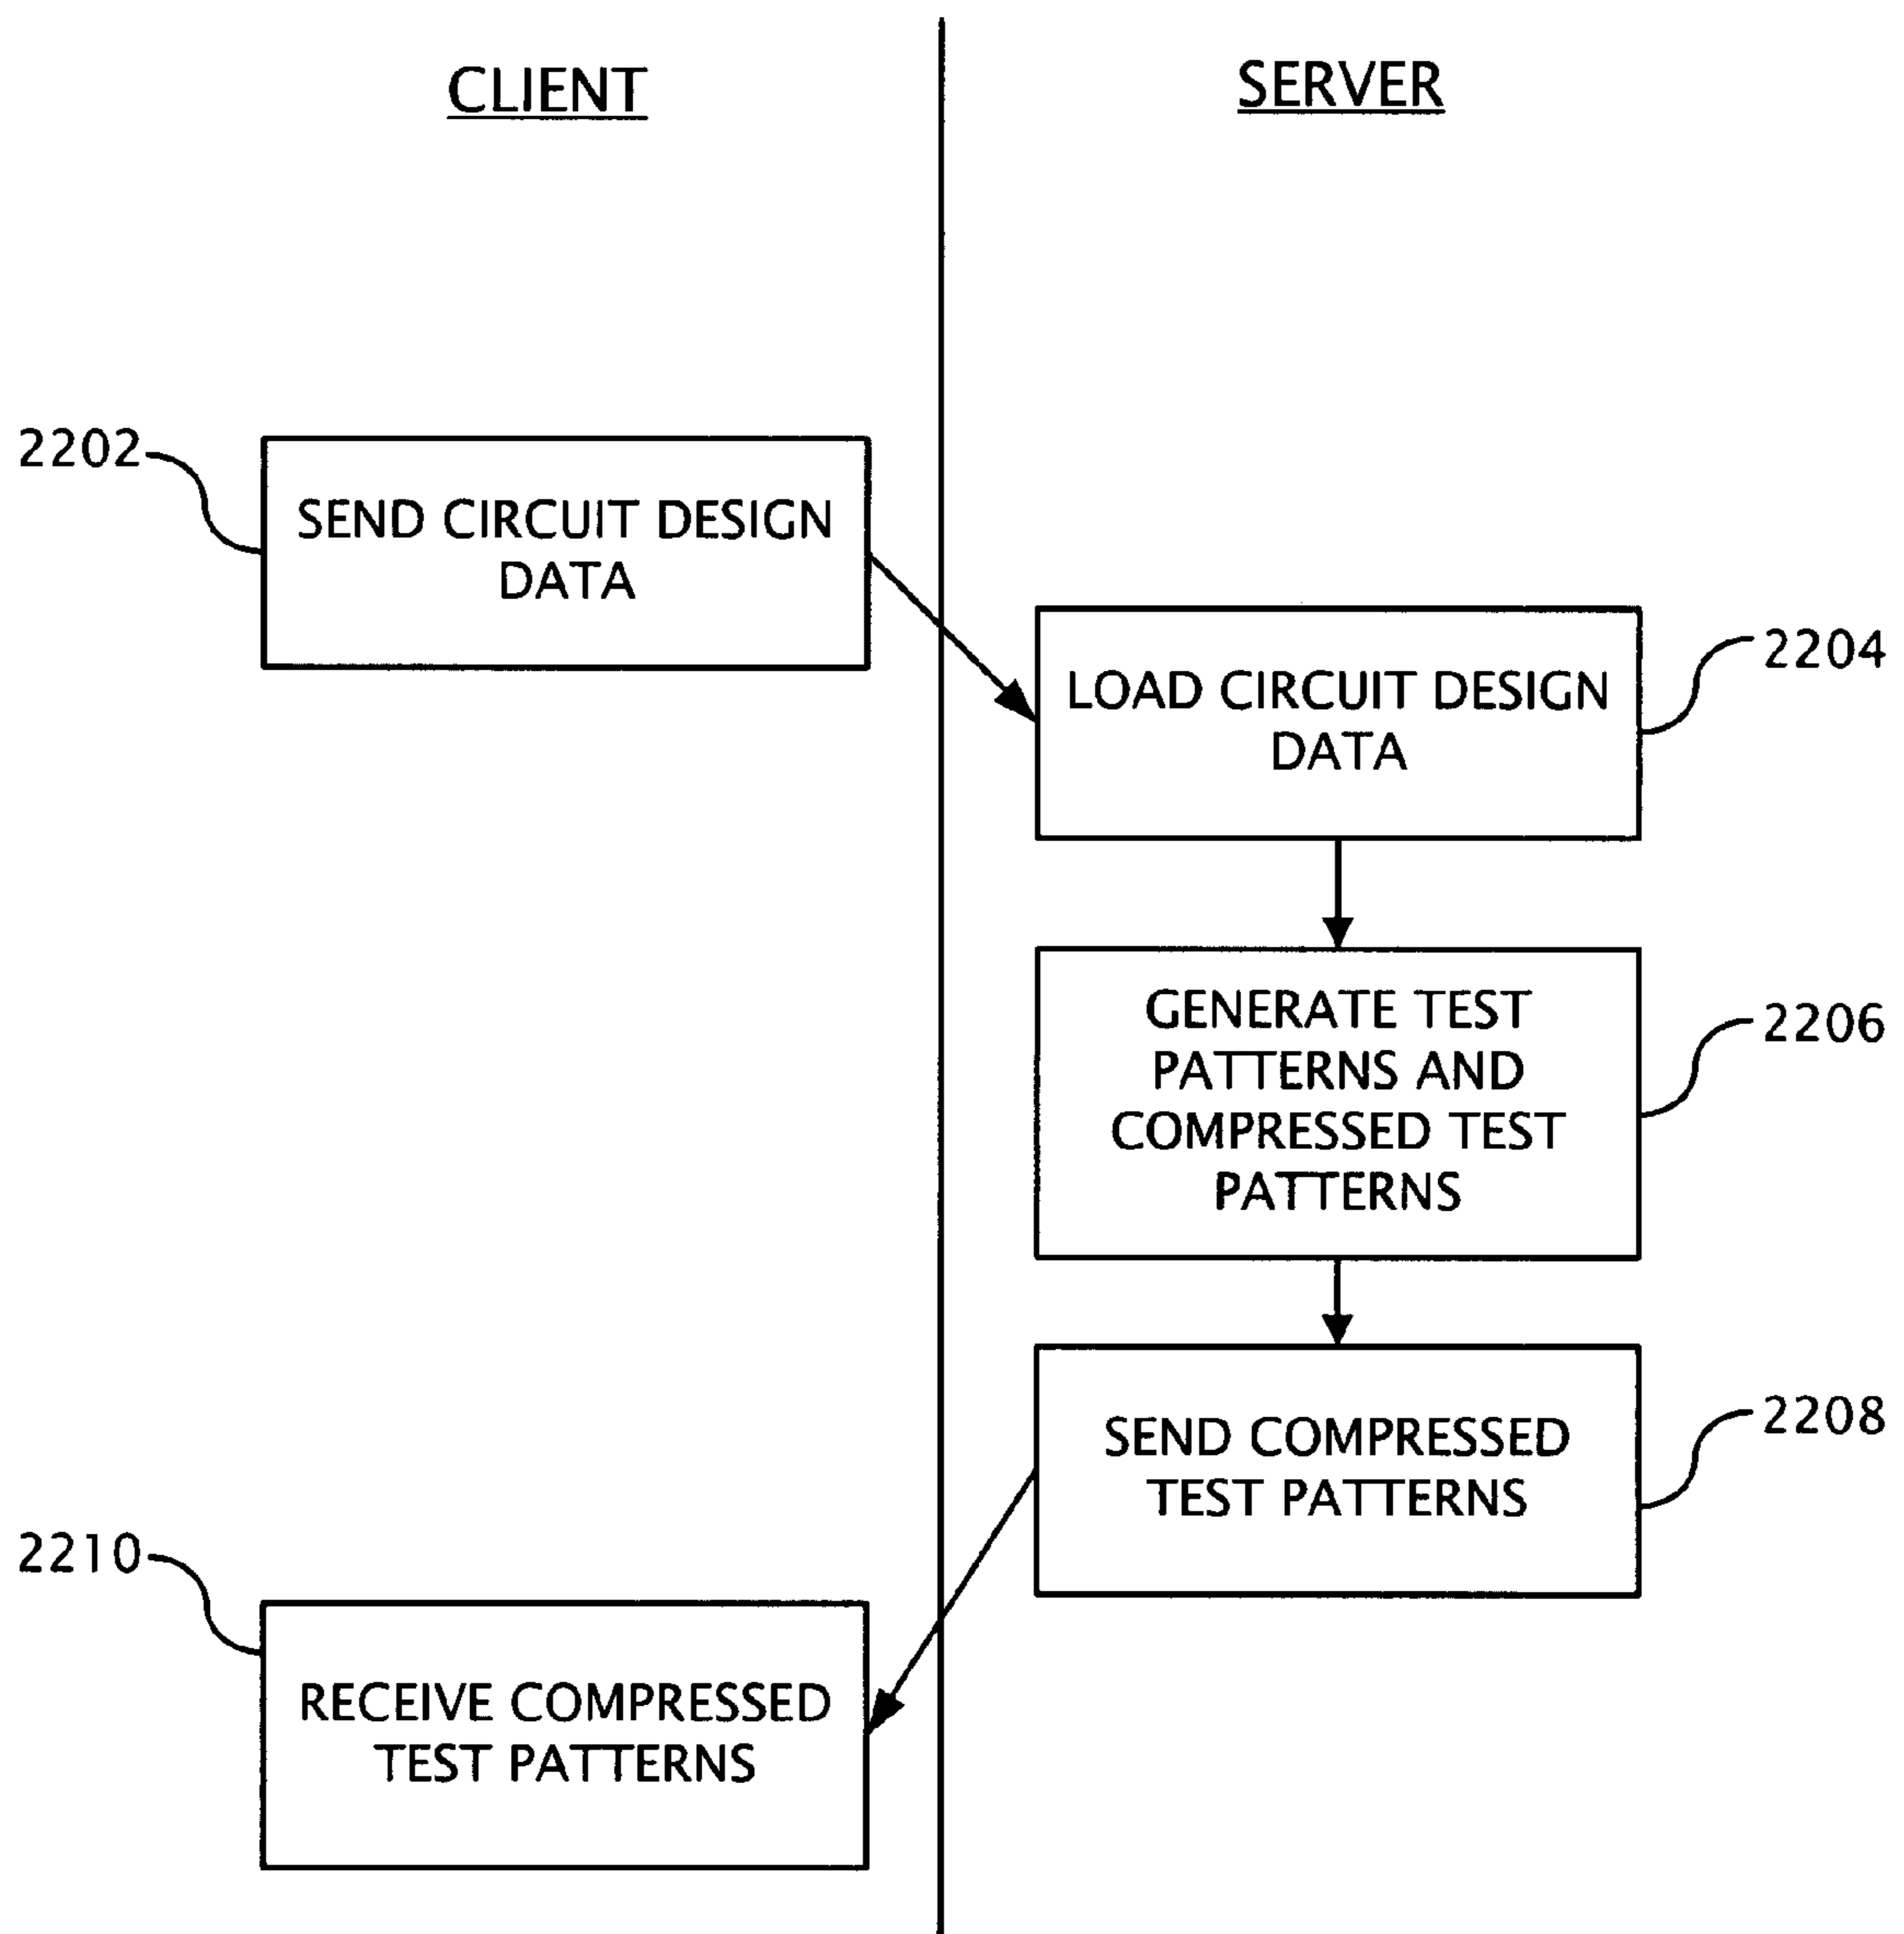 CLIENT
SERVER
2202
SEND CIRCUIT DESIGN
DATA
2204
LOAD CIRCUIT DESIGN
DATA
2206
GENERATE TEST
PATTERNS AND
COMPRESSED TEST
PATTERNS
2208
SEND COMPRESSED
TEST PATTERNS
2210
RECEIVE COMPRESSED
TEST PATTERNS